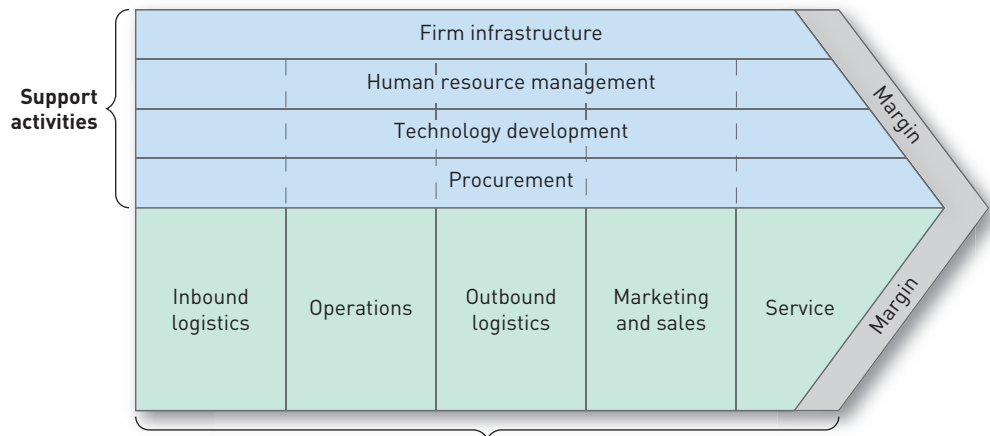 Firm infrastructure
Human resource management
Support
activities
Technology development
Procurement
Margin
Inbound
logistics
Operations
Outbound
logistics
Marketing
and sales
Service
Margin